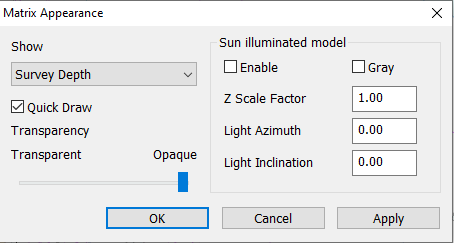 Matrix Appearance
Show
Survey Depth
Quick Draw
Transparency
Transparent Opaque
Sun illuminated model
Enable Gray
Z Scale Factor 1.00
Light Azimuth 0.00
Light Inclination 0.00
OK Cancel Apply